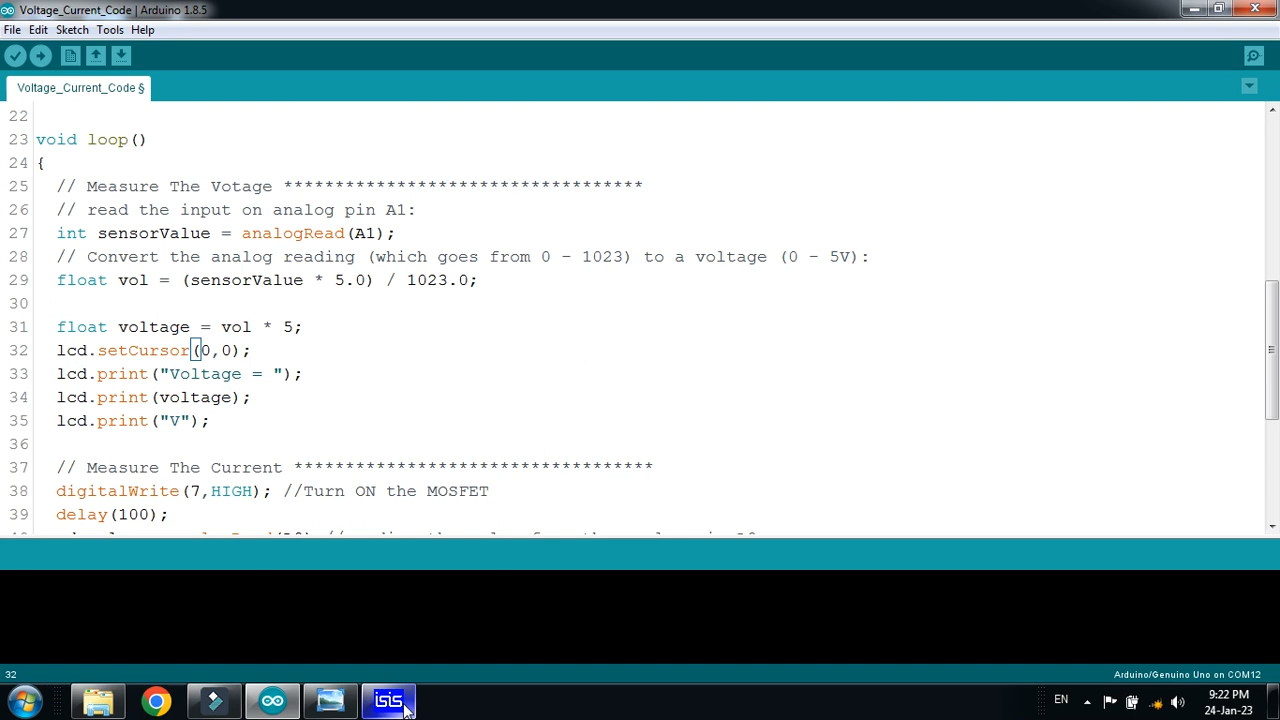 Voltage_Current_Code | Arduino 1.8.5
File Edit Sketch Tools Help
Voltage_Current_Code §
22
23 void loop()
24 {
25 // Measure The Votage ***********************************
26 // read the input on analog pin A1:
27 int sensorValue = analogRead(A1);
28 // Convert the analog reading (which goes from 0 - 1023) to a voltage (0 - 5V):
29 float vol = (sensorValue * 5.0) / 1023.0;
30
31 float voltage = vol * 5;
32 lcd.setCursor(0,0);
33 lcd.print("Voltage = ");
34 lcd.print(voltage);
35 lcd.print("V");
36
37 // Measure The Current ***********************************
38 digitalWrite(7,HIGH); //Turn ON the MOSFET
39 delay(100);
32
Arduino/Genuino Uno on COM12
isis
EN
9:22 PM
24-Jan-23